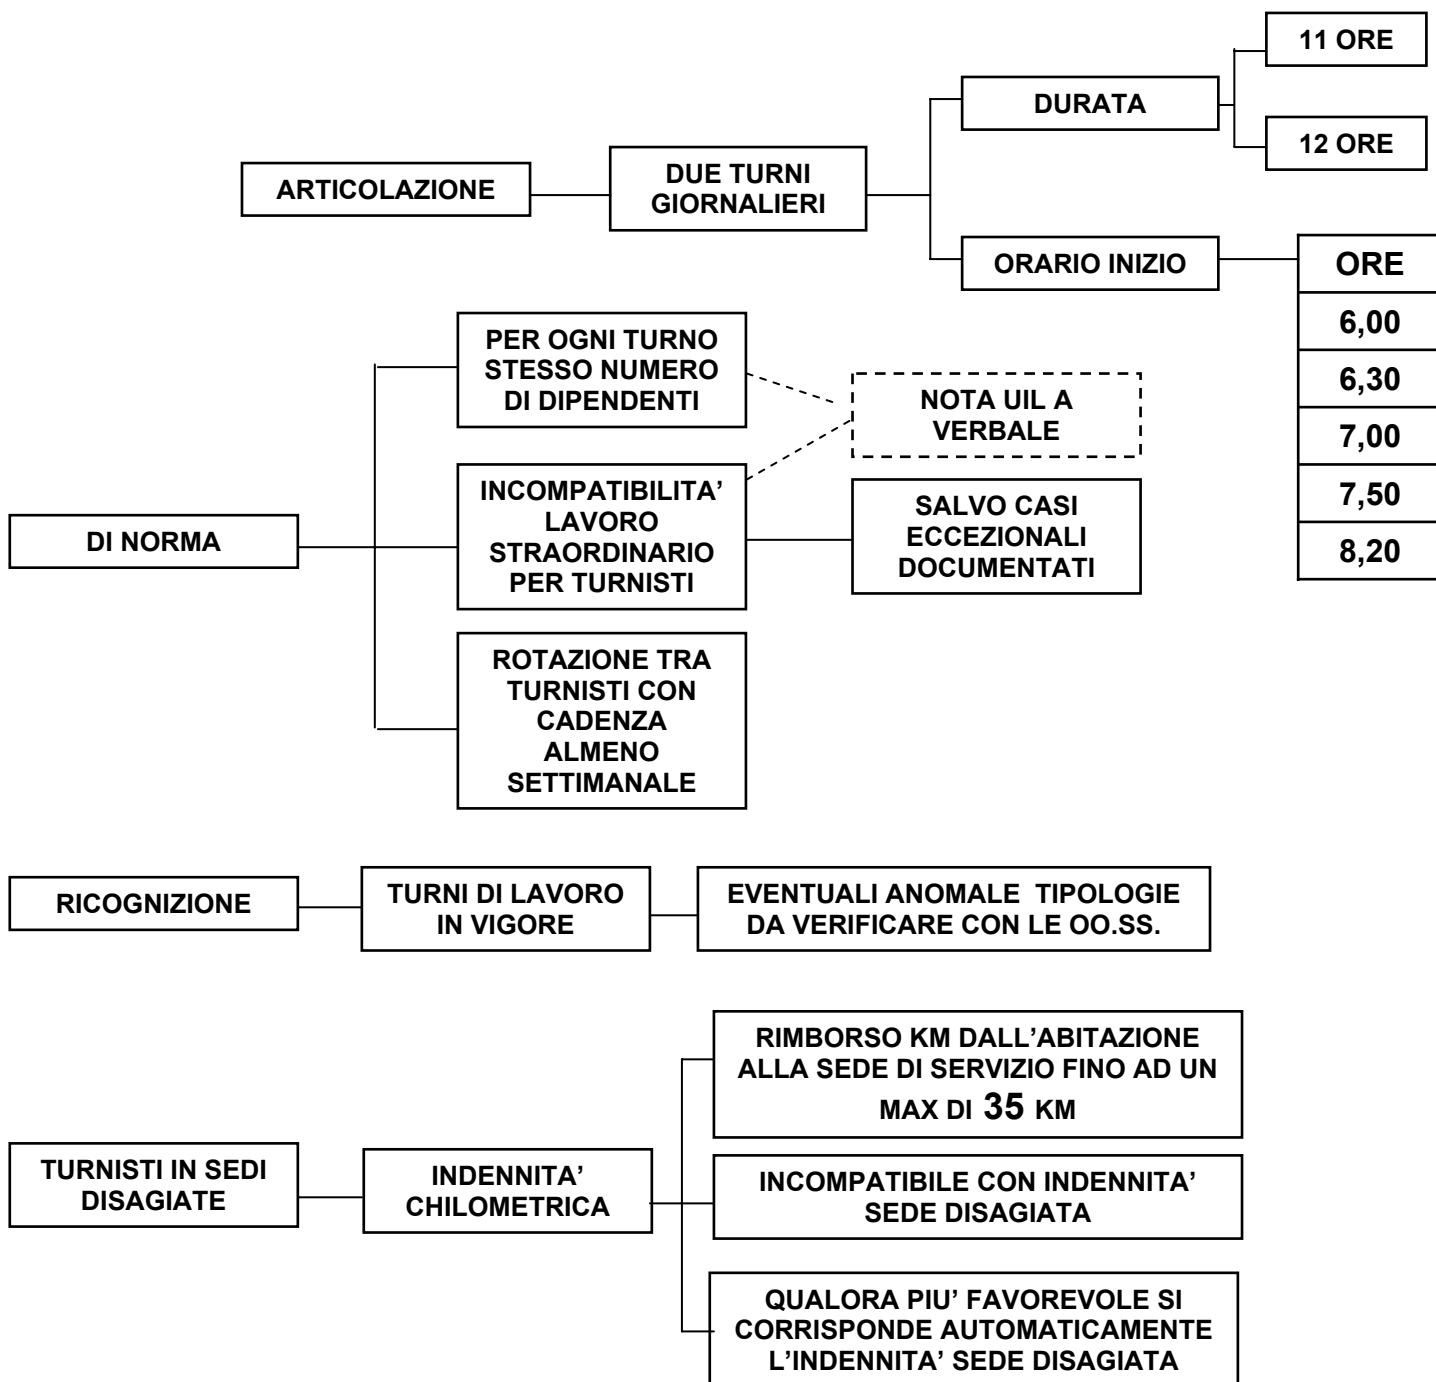 11 ORE
DURATA
12 ORE
ARTICOLAZIONE
DUE TURNI
GIORNALIERI
ORARIO INIZIO
ORE
6,00
6,30
7,00
7,50
8,20
DI NORMA
PER OGNI TURNO
STESSO NUMERO
DI DIPENDENTI
NOTA UIL A
VERBALE
INCOMPATIBILITA’
LAVORO
STRAORDINARIO
PER TURNISTI
SALVO CASI
ECCEZIONALI
DOCUMENTATI
ROTAZIONE TRA
TURNISTI CON
CADENZA
ALMENO
SETTIMANALE
RICOGNIZIONE
TURNI DI LAVORO
IN VIGORE
EVENTUALI ANOMALE TIPOLOGIE
DA VERIFICARE CON LE OO.SS.
TURNISTI IN SEDI
DISAGIATE
INDENNITA’
CHILOMETRICA
RIMBORSO KM DALL’ABITAZIONE
ALLA SEDE DI SERVIZIO FINO AD UN
MAX DI 35 KM
INCOMPATIBILE CON INDENNITA’
SEDE DISAGIATA
QUALORA PIU’ FAVOREVOLE SI
CORRISPONDE AUTOMATICAMENTE
L’INDENNITA’ SEDE DISAGIATA